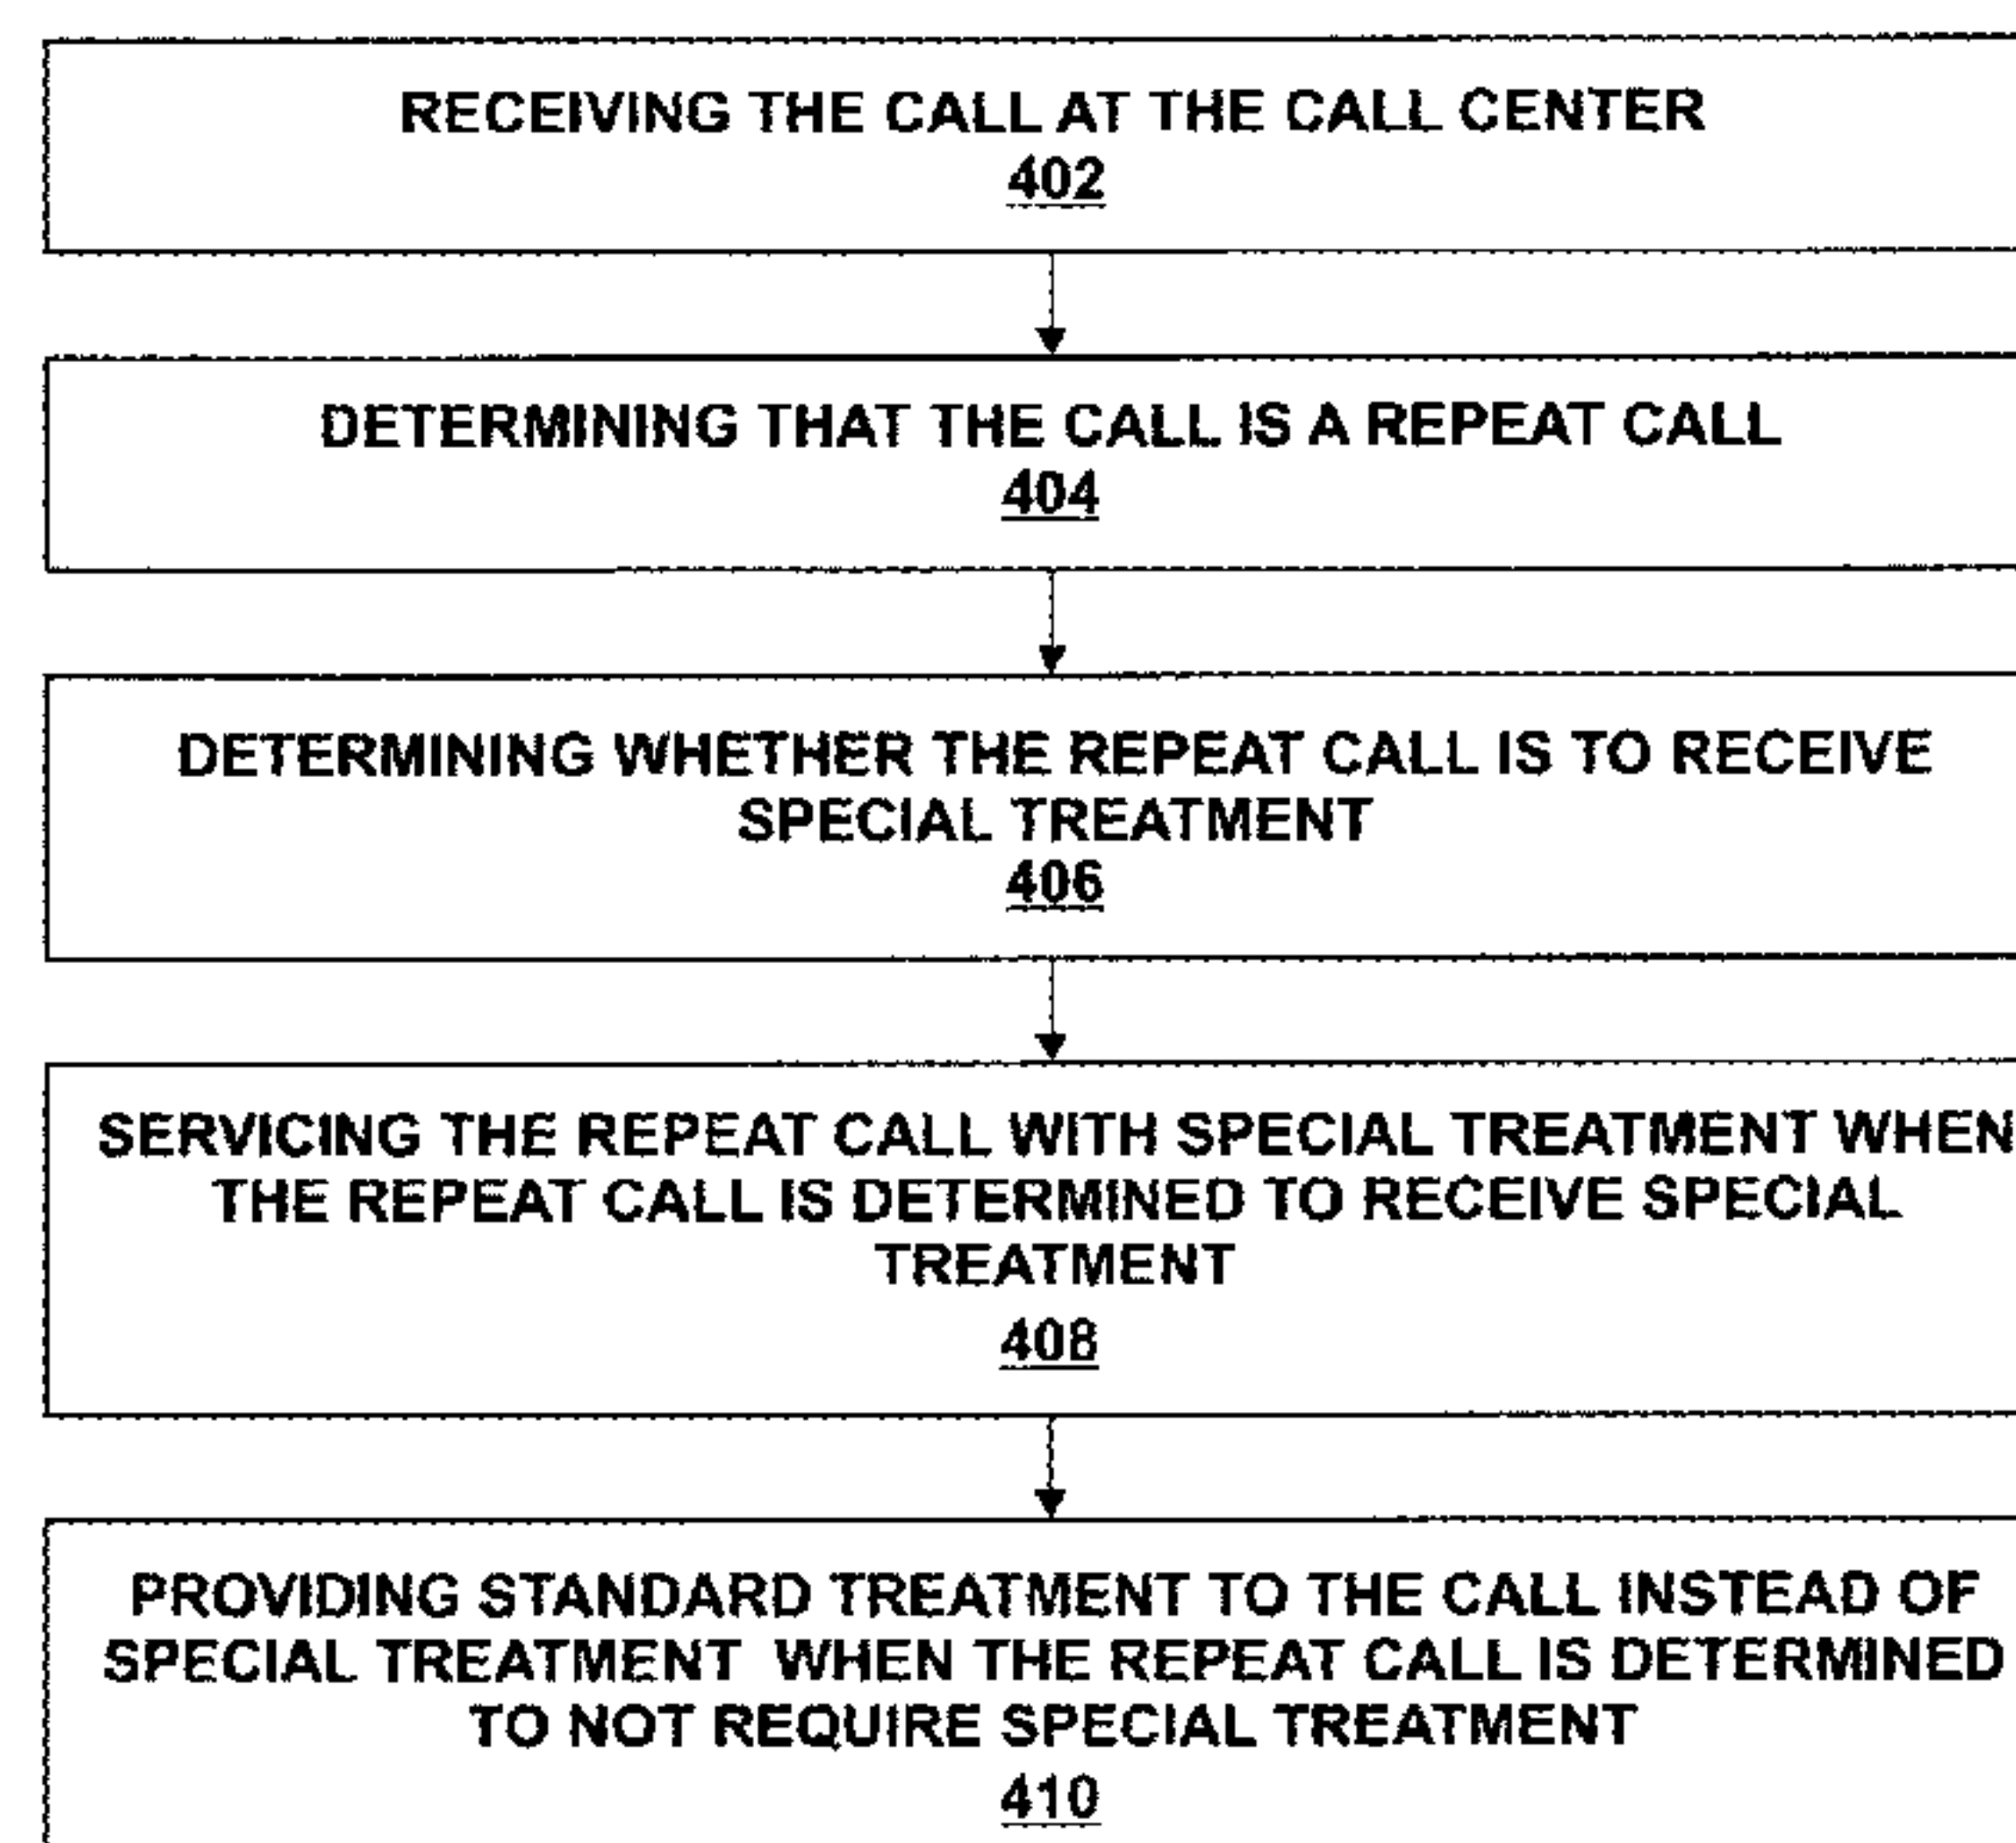 RECEIVING THE CALL AT THE CALL CENTER
402
DETERMINING THAT THE CALL IS A REPEAT CALL
404
DETERMINING WHETHER THE REPEAT CALL IS TO RECEIVE
SPECIAL TREATMENT
406
SERVICING THE REPEAT CALL WITH SPECIAL TREATMENT WHEN
THE REPEAT CALL IS DETERMINED TO RECEIVE SPECIAL
TREATMENT
408
PROVIDING STANDARD TREATMENT TO THE CALL INSTEAD OF
SPECIAL TREATMENT WHEN THE REPEAT CALL IS DETERMINED
TO NOT REQUIRE SPECIAL TREATMENT
410